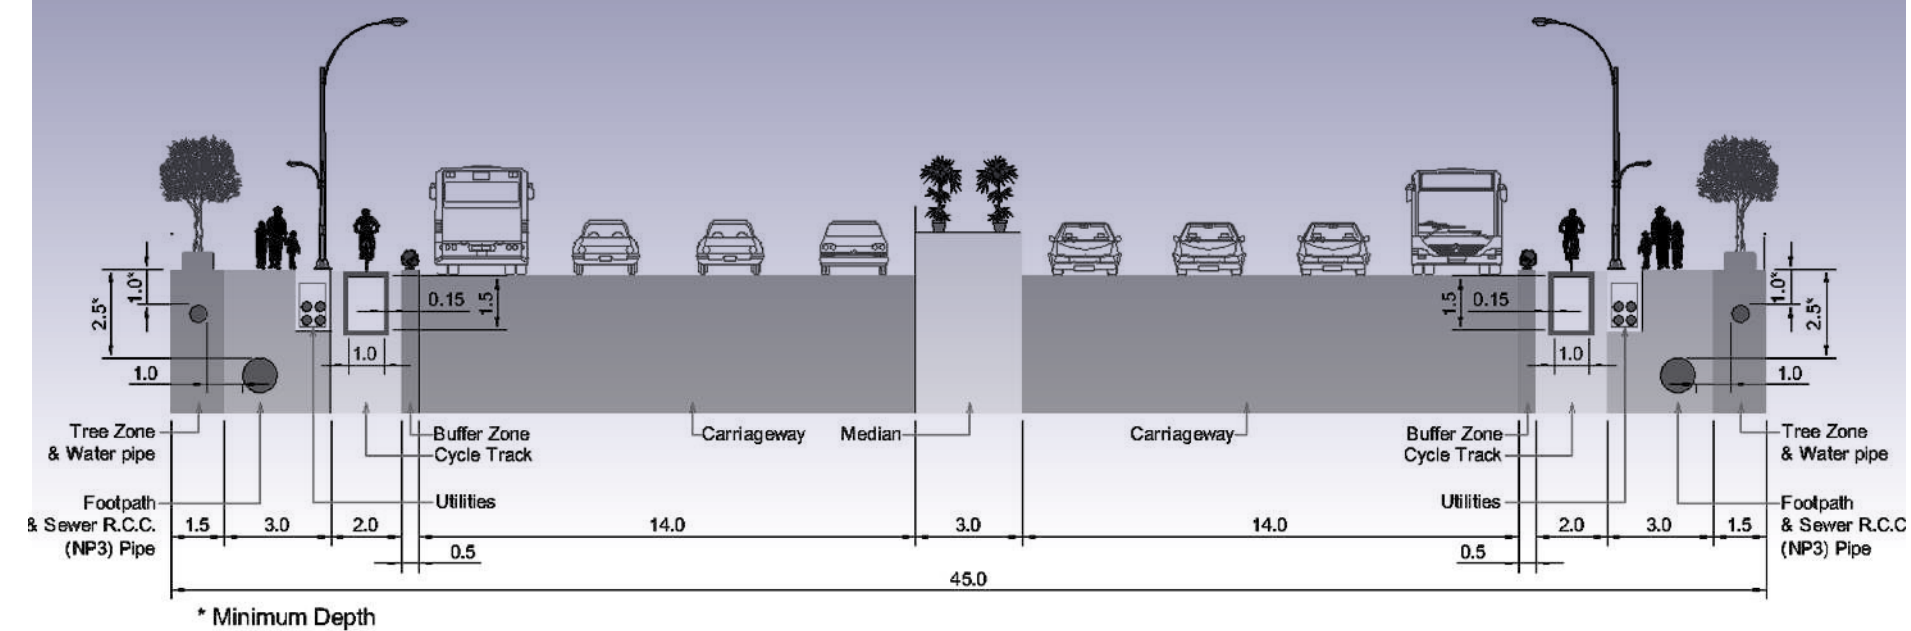 1.0*
2.5*
1.0
0.15
1.5
1.0
1.5
0.15
1.0
1.0*
2.5*
1.0
Tree Zone
& Water pipe
Buffer Zone
Cycle Track
Carriageway
Median
Carriageway
Buffer Zone
Cycle Track
Tree Zone
& Water pipe
Footpath
& Sewer R.C.C.
(NP3) Pipe
Utilities
Utilities
Footpath
& Sewer R.C.C
(NP3) Pipe
1.5 3.0 2.0 14.0 3.0 14.0 2.0 3.0 1.5
0.5 0.5
45.0
* Minimum Depth